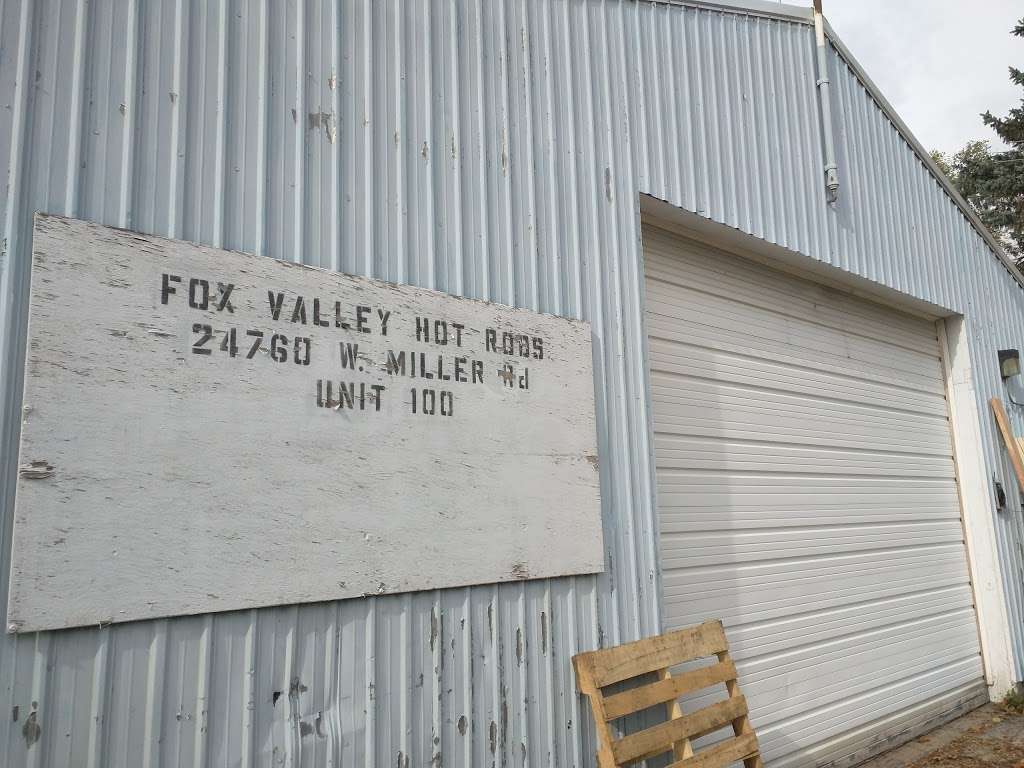 FOX VALLEY HOT RODS
24760 W. MILLER Rd
UNIT 100